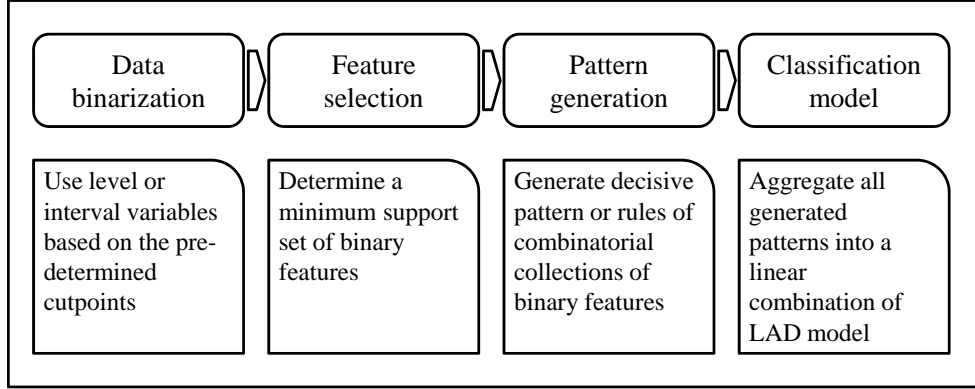 Data
binarization
Feature
selection
Pattern
generation
Classification
model
Use level or
interval variables
based on the pre-
determined
cutpoints
Determine a
minimum support
set of binary
features
Generate decisive
pattern or rules of
combinatorial
collections of
binary features
Aggregate all
generated
patterns into a
linear
combination of
LAD model